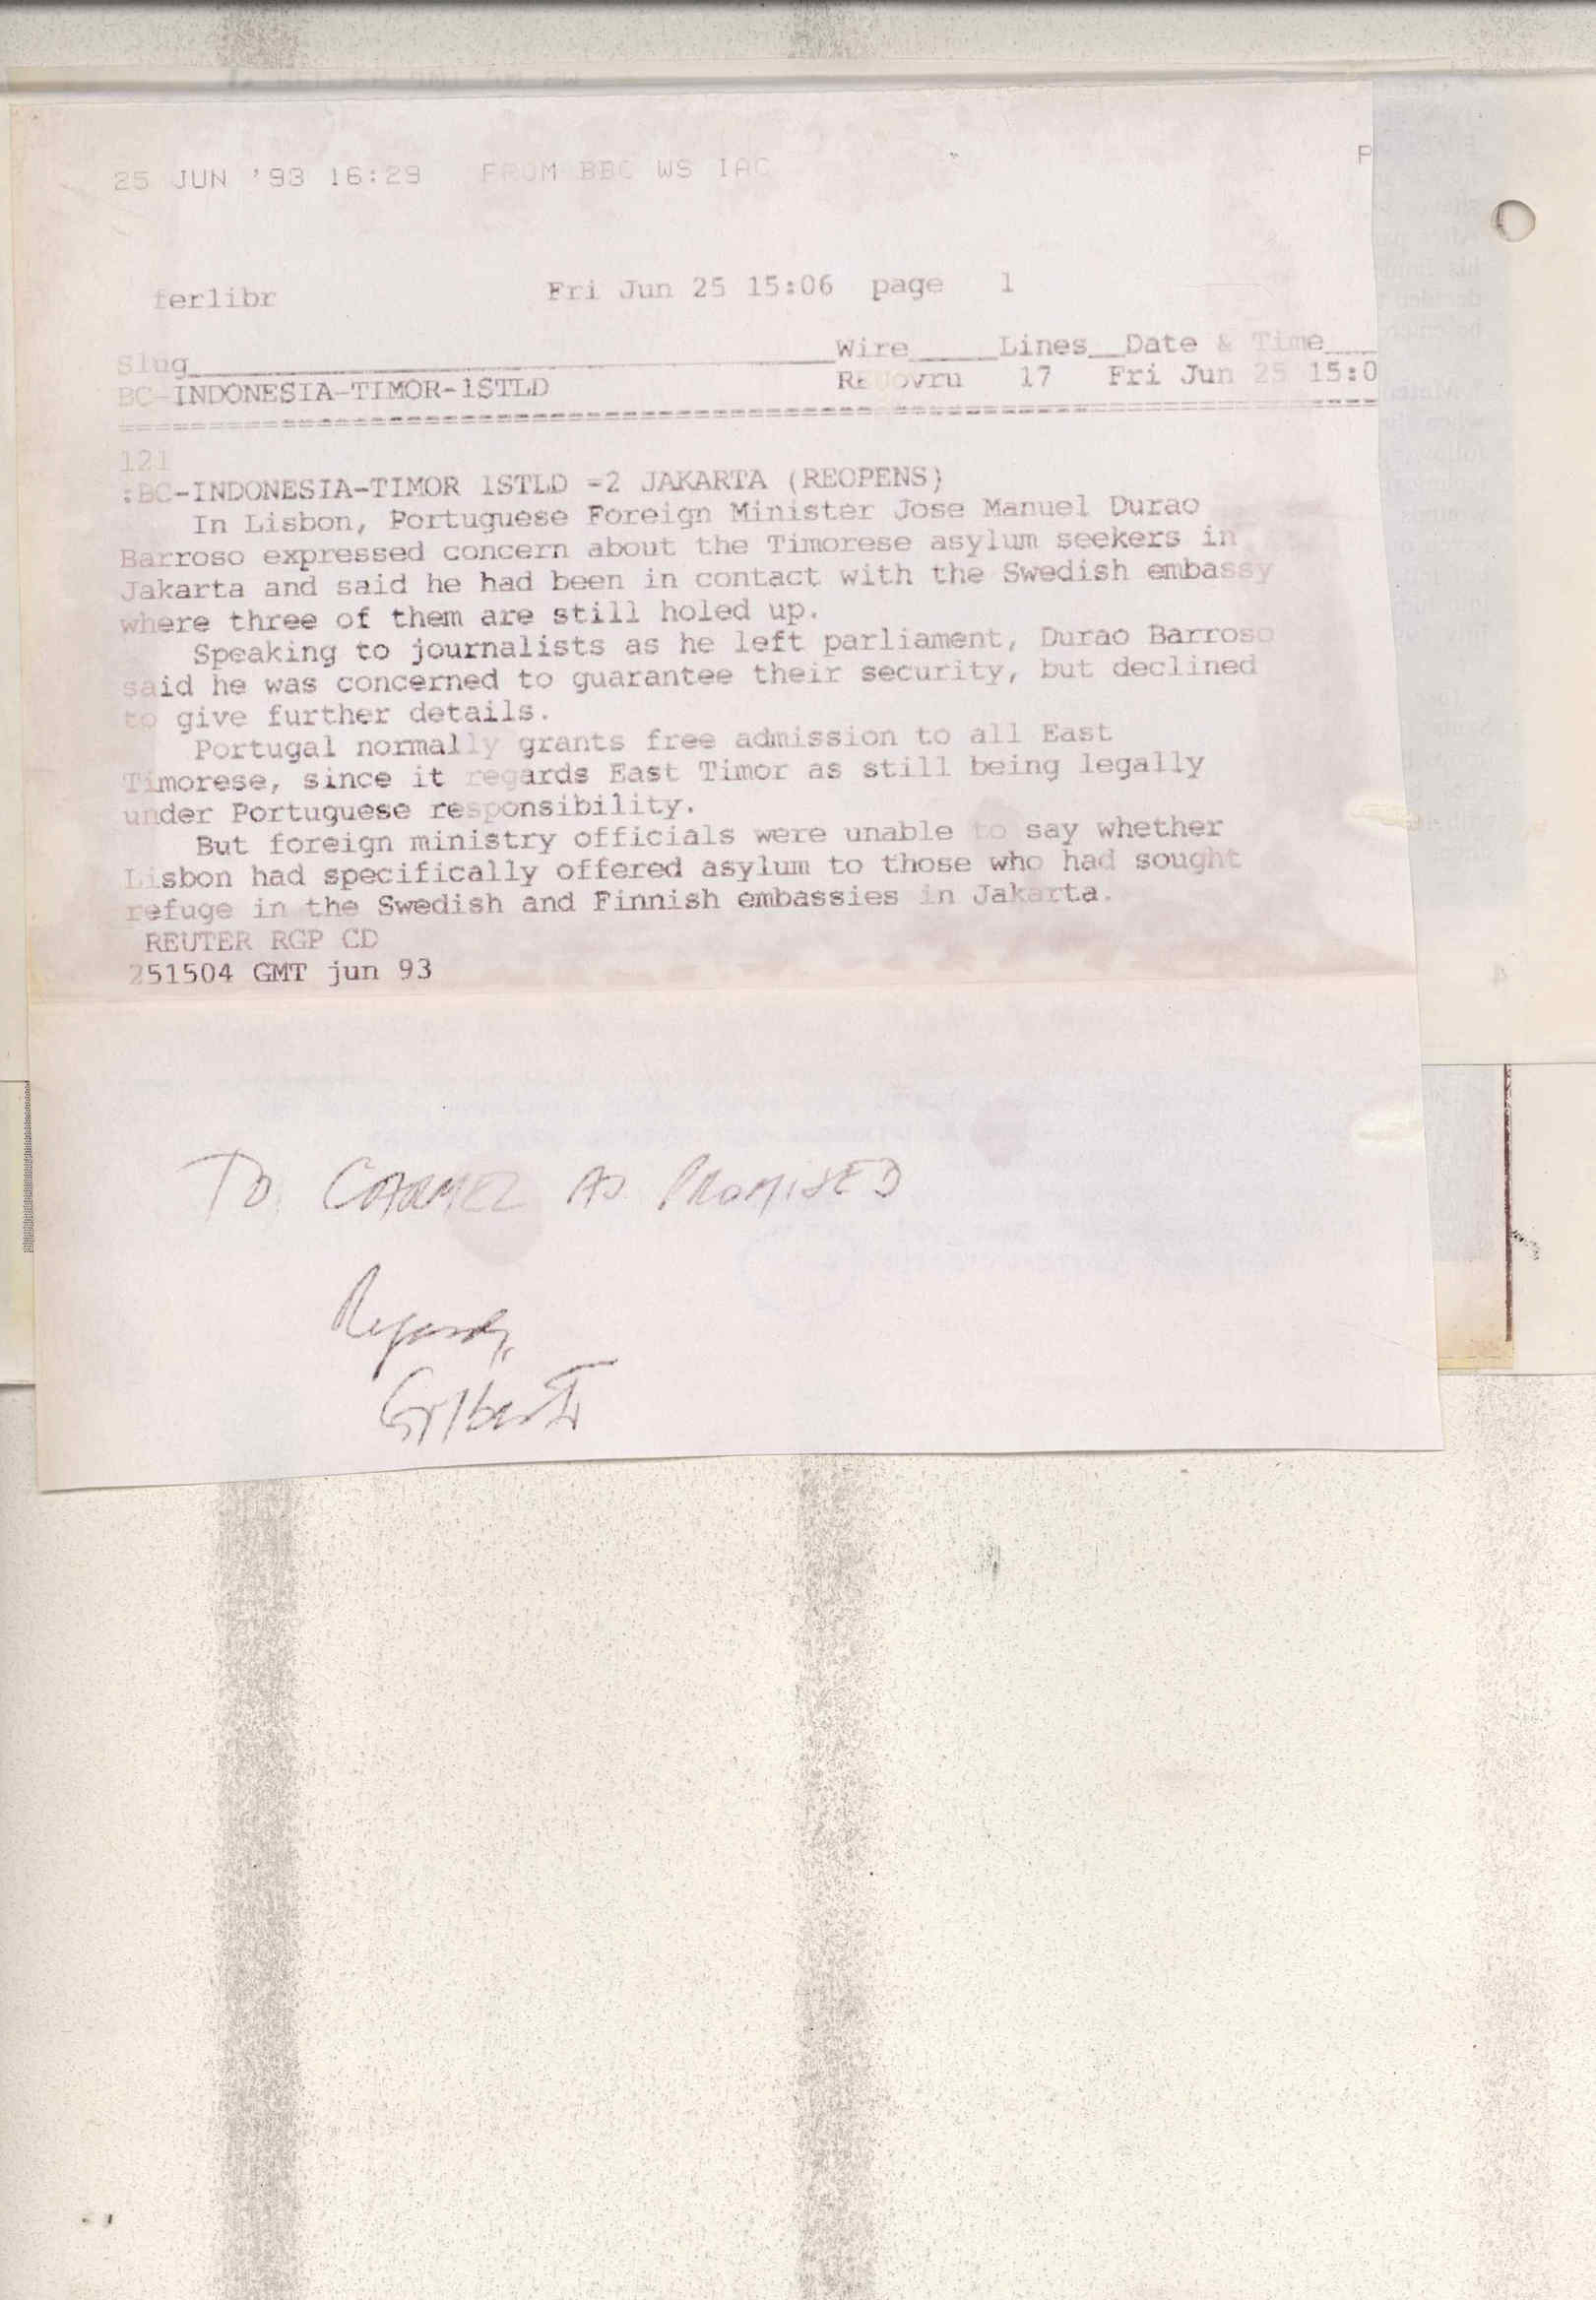 25 JUN '93 16:29 FROM BBC WS IAC P
ferlibr Fri Jun 25 15:06 page 1
Slug Wire Lines Date & Time
BC-INDONESIA-TIMOR-1STLD REUovru 17 Fri Jun 25 15:0
121
:BC-INDONESIA-TIMOR 1STLD =2 JAKARTA (REOPENS)
In Lisbon, Portuguese Foreign Minister Jose Manuel Durao
Barroso expressed concern about the Timorese asylum seekers in
Jakarta and said he had been in contact with the Swedish embassy
where three of them are still holed up.
Speaking to journalists as he left parliament, Durao Barroso
said he was concerned to guarantee their security, but declined
to give further details.
Portugal normally grants free admission to all East
Timorese, since it regards East Timor as still being legally
under Portuguese responsibility.
But foreign ministry officials were unable to say whether
Lisbon had specifically offered asylum to those who had sought
refuge in the Swedish and Finnish embassies in Jakarta.
REUTER RGP CD
251504 GMT jun 93
TO CARMEL AS PROMISED
Regards,
Gilberto